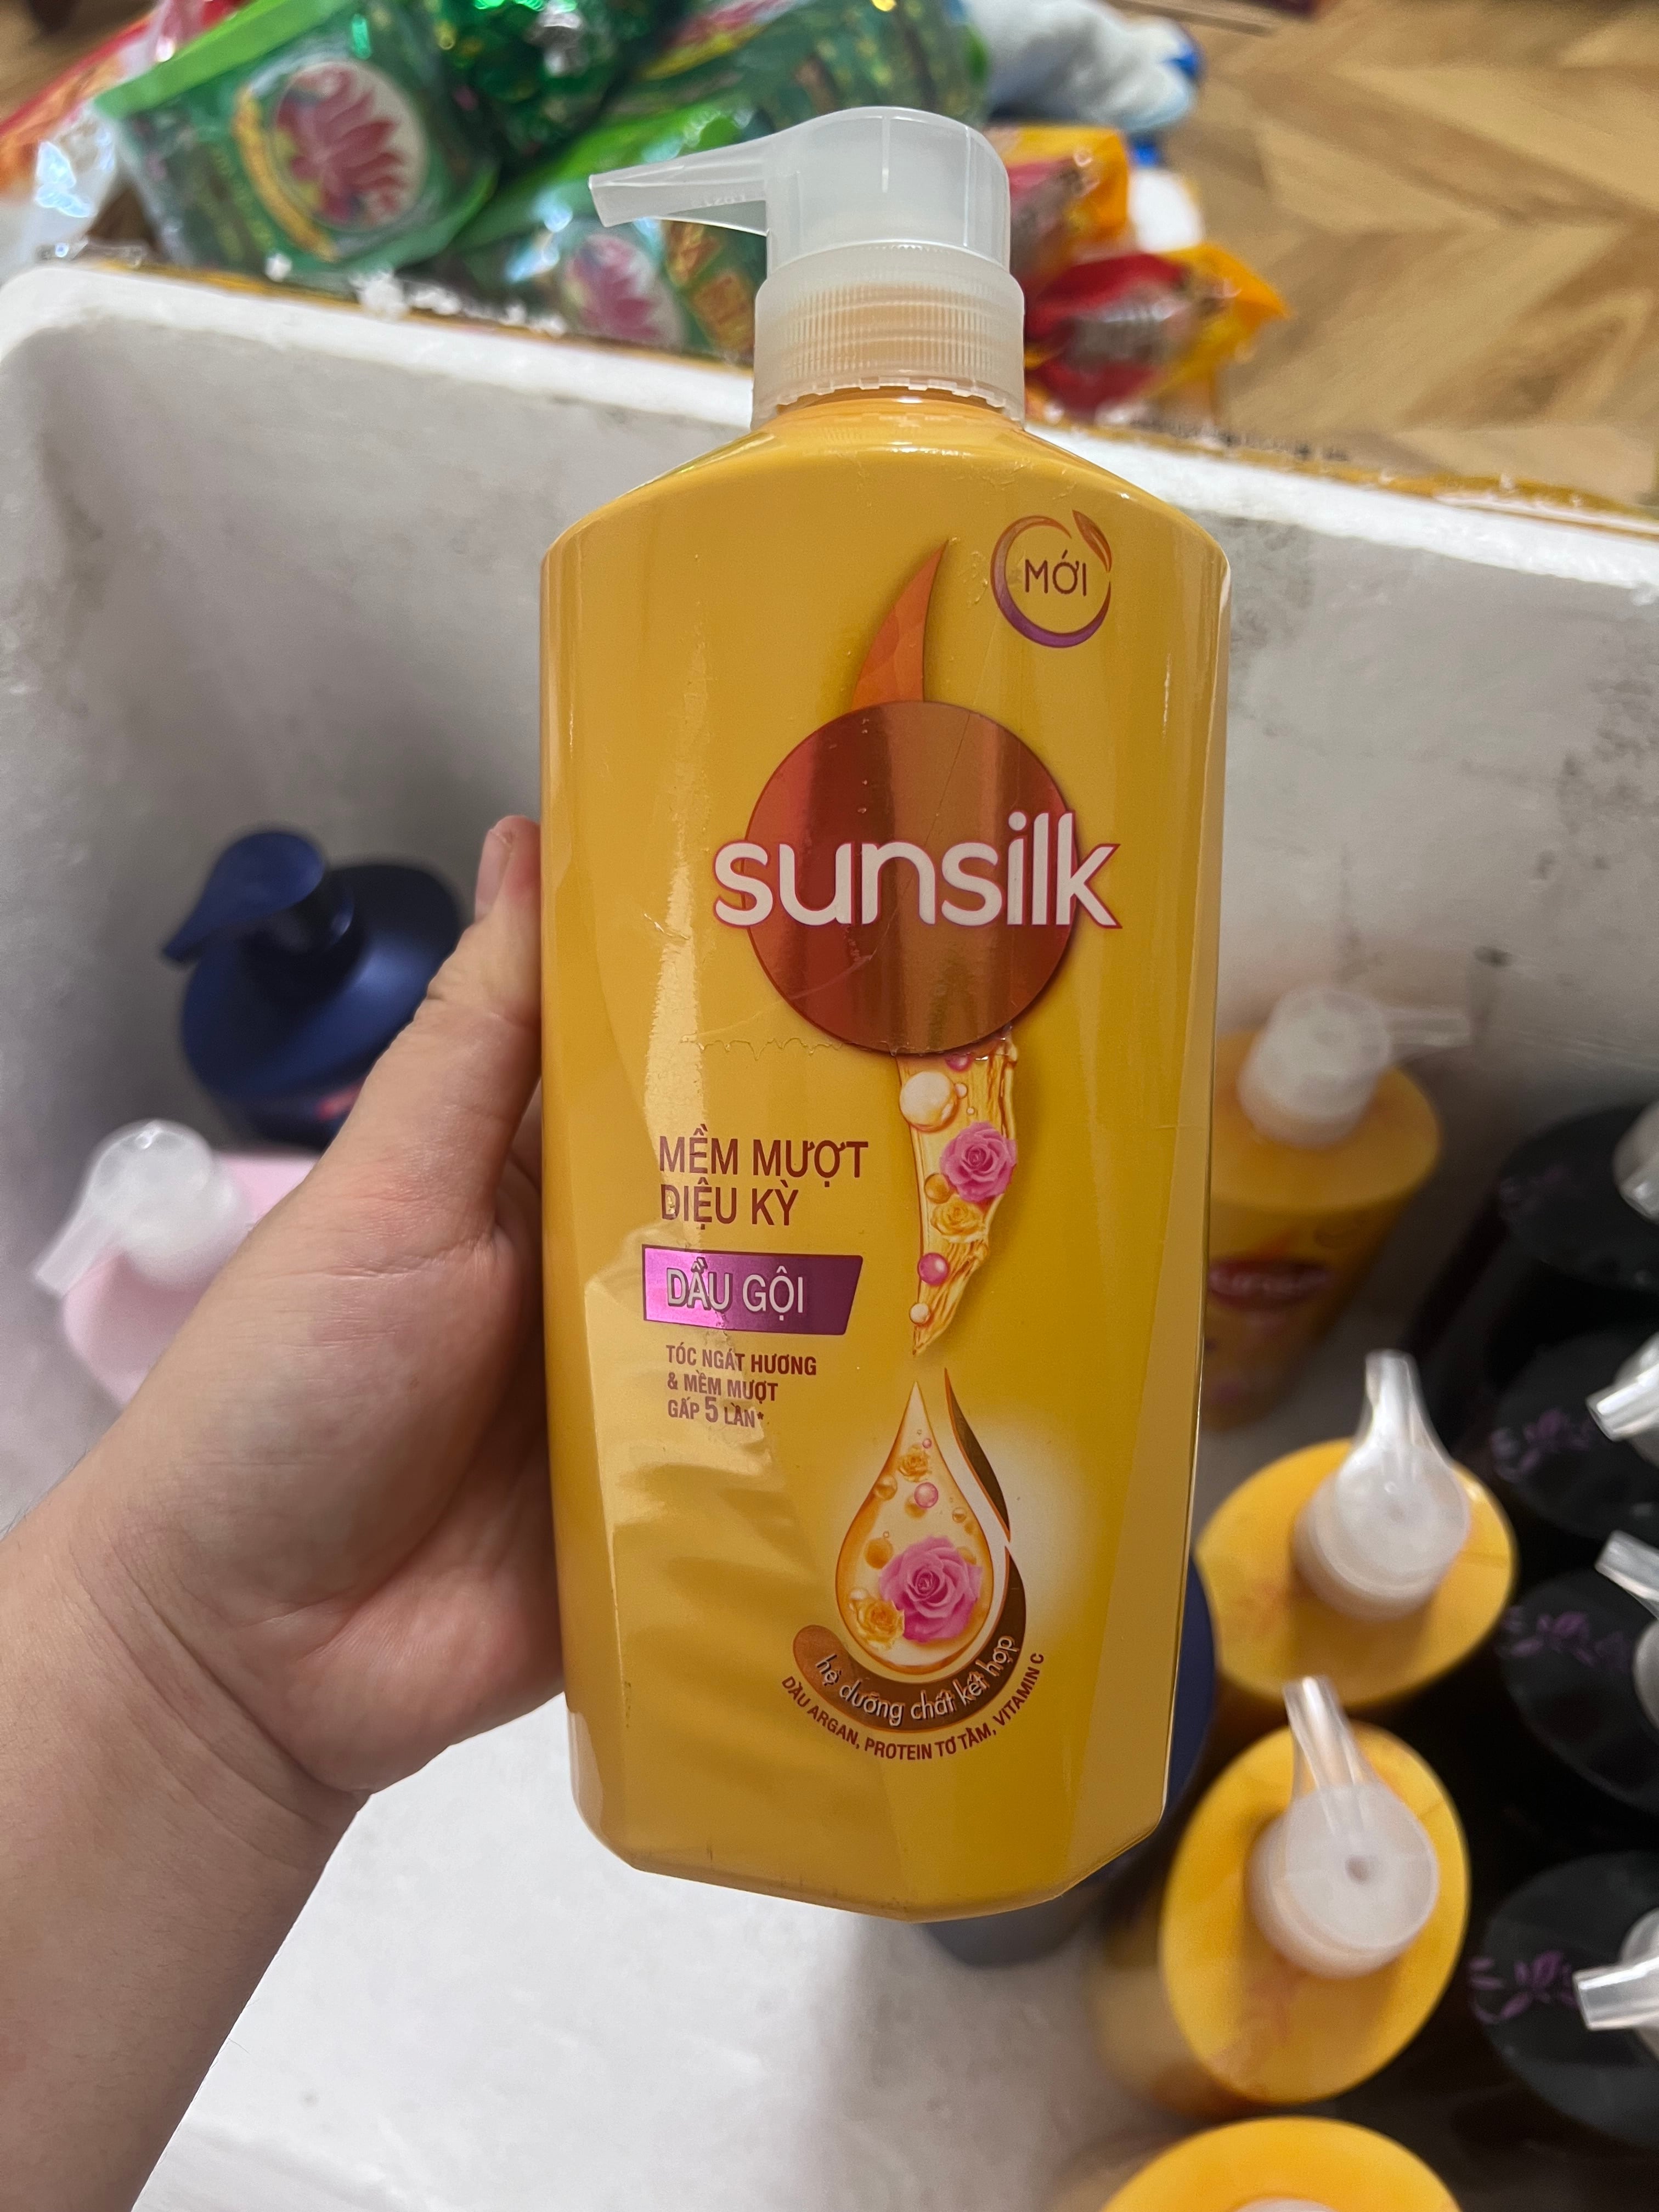 MỚI
sunsilk
MỀM MƯỢT
DIỆU KỲ
DẦU GỘI
TÓC NGÁT HƯƠNG
& MỀM MƯỢT
GẤP 5 LẦN*
hệ dưỡng chất kết hợp
DẦU ARGAN, PROTEIN TƠ TẰM, VITAMIN C